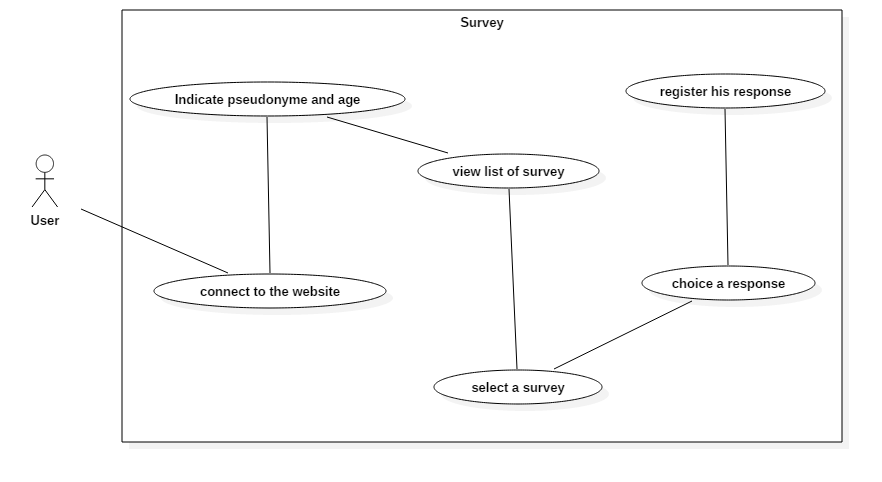 Survey
Indicate pseudonyme and age
register his response
view list of survey
User
connect to the website
choice a response
select a survey